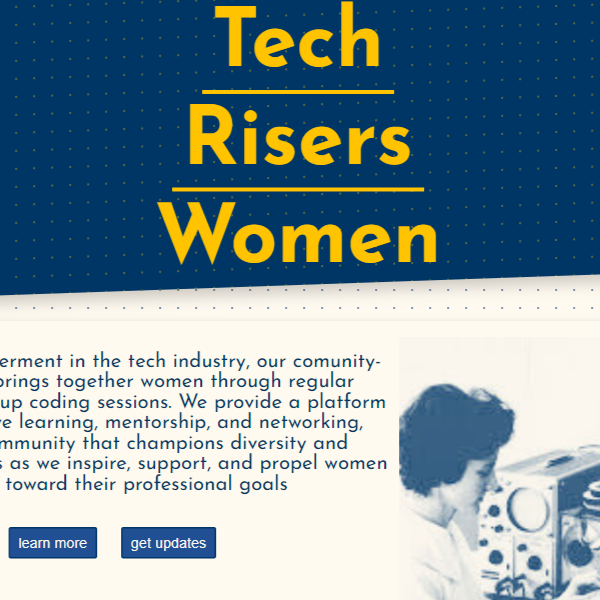 Tech
Risers
Women
erment in the tech industry, our comunity-
brings together women through regular
up coding sessions. We provide a platform
e learning, mentorship, and networking,
mmunity that champions diversity and
s as we inspire, support, and propel women
toward their professional goals
learn more
get updates